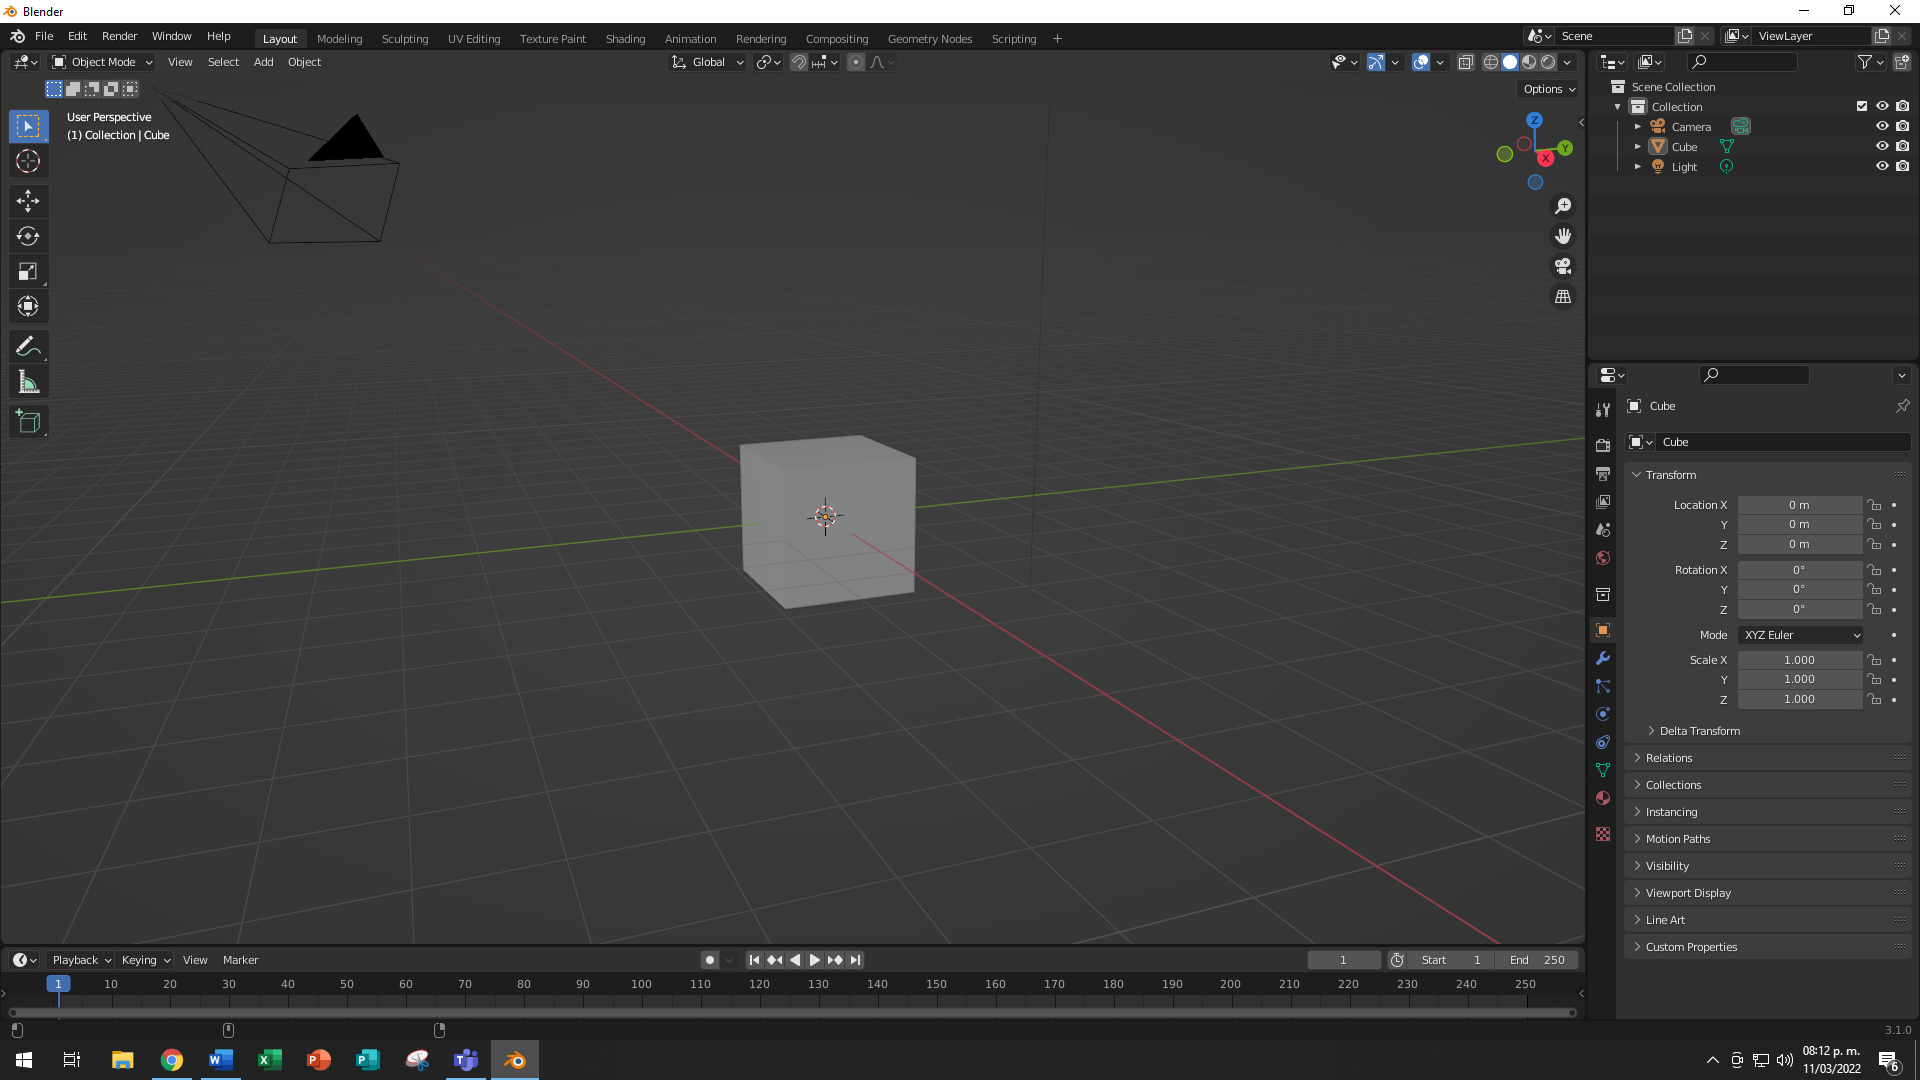 Blender
File Edit Render Window Help Layout Modeling Sculpting UV Editing Texture Paint Shading Animation Rendering Compositing Geometry Nodes Scripting + Scene ViewLayer
Object Mode View Select Add Object Global
Options
User Perspective
(1) Collection | Cube
Z
Y
X
Scene Collection
Collection
Camera
Cube
Light
Cube
Cube
Transform
Location X 0 m
Y 0 m
Z 0 m
Rotation X 0°
Y 0°
Z 0°
Mode XYZ Euler
Scale X 1.000
Y 1.000
Z 1.000
Delta Transform
Relations
Collections
Instancing
Motion Paths
Visibility
Viewport Display
Line Art
Custom Properties
Playback Keying View Marker 1 Start 1 End 250
1 10 20 30 40 50 60 70 80 90 100 110 120 130 140 150 160 170 180 190 200 210 220 230 240 250
3.1.0
08:12 p. m.
11/03/2022
6